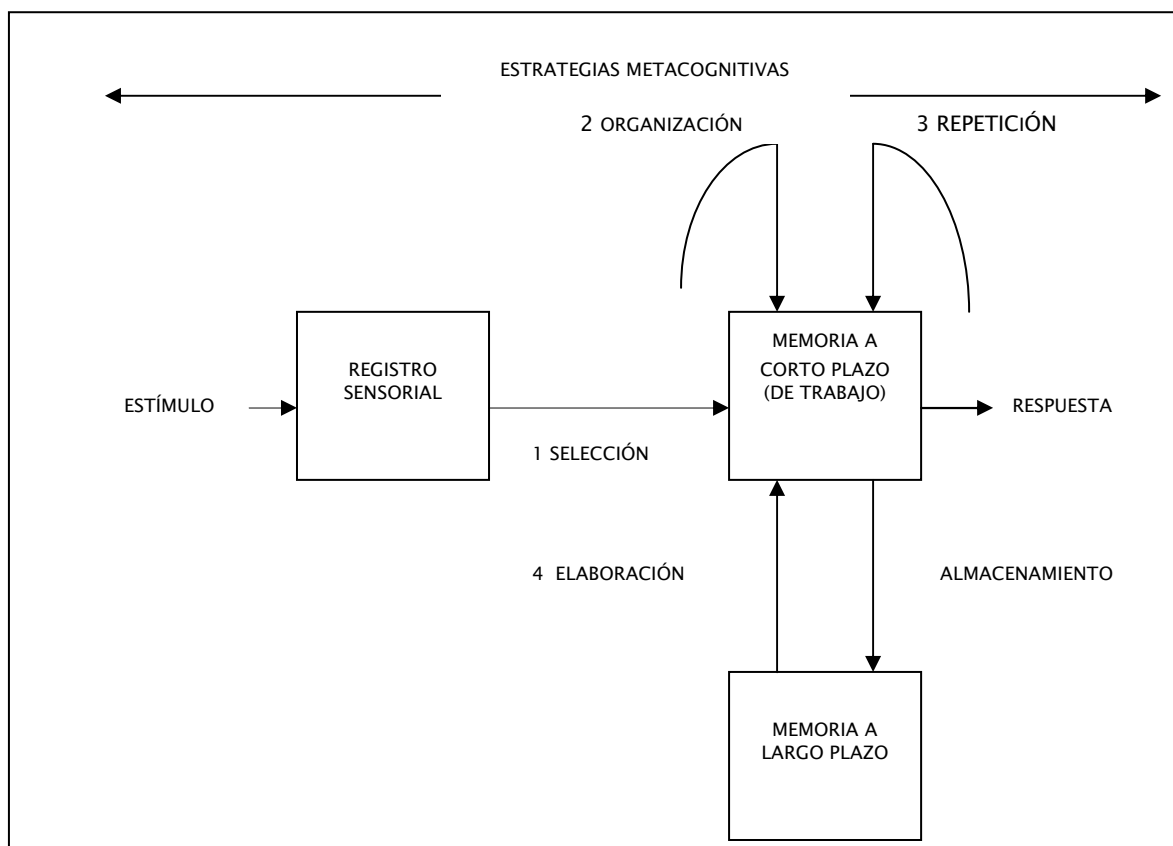 ESTRATEGIAS METACOGNITIVAS
2 ORGANIZACIÓN
3 REPETICIÓN
REGISTRO
SENSORIAL
MEMORIA A
CORTO PLAZO
(DE TRABAJO)
ESTÍMULO
RESPUESTA
1 SELECCIÓN
4 ELABORACIÓN
ALMACENAMIENTO
MEMORIA A
LARGO PLAZO